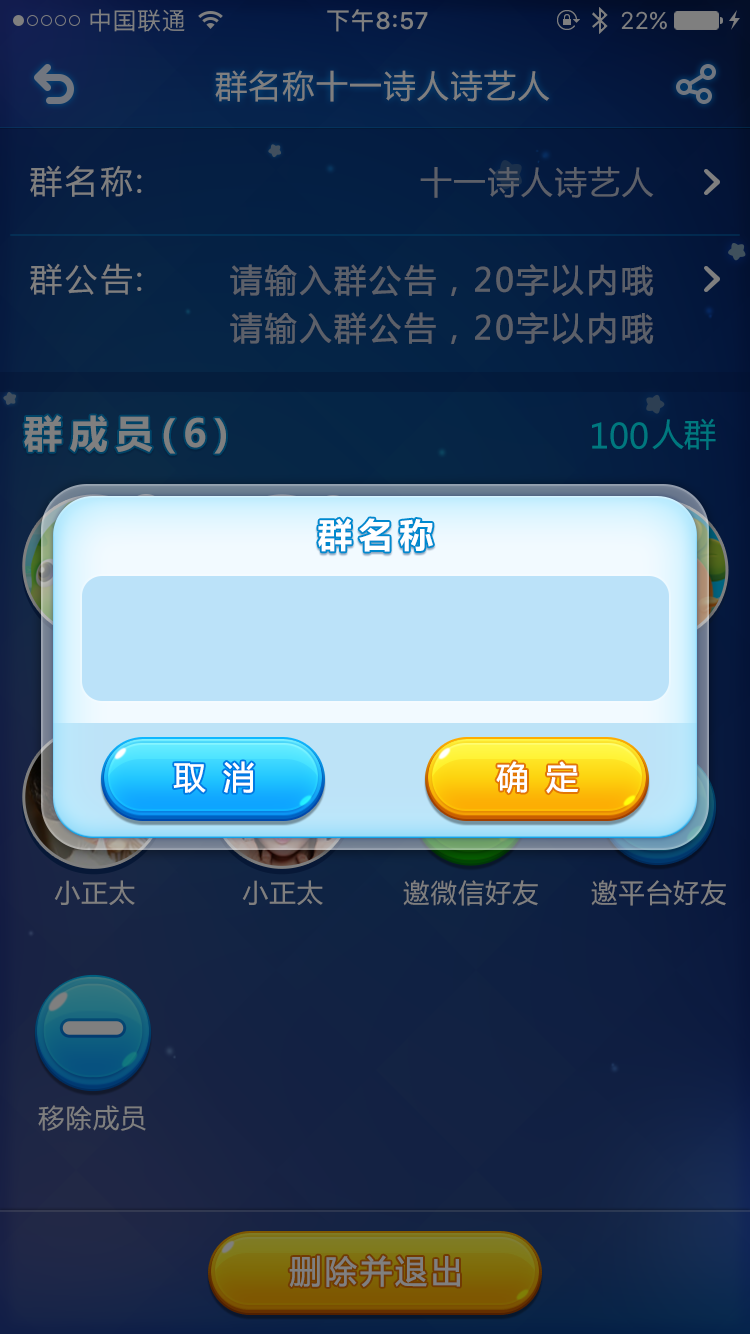 中国联通 下午8:57 22%
群名称十一诗人诗艺人
群名称: 十一诗人诗艺人
群公告: 请输入群公告，20字以内哦
请输入群公告，20字以内哦
群成员(6) 100人群
群名称
取消 确定
小正太 小正太 邀微信好友 邀平台好友
移除成员
删除并退出